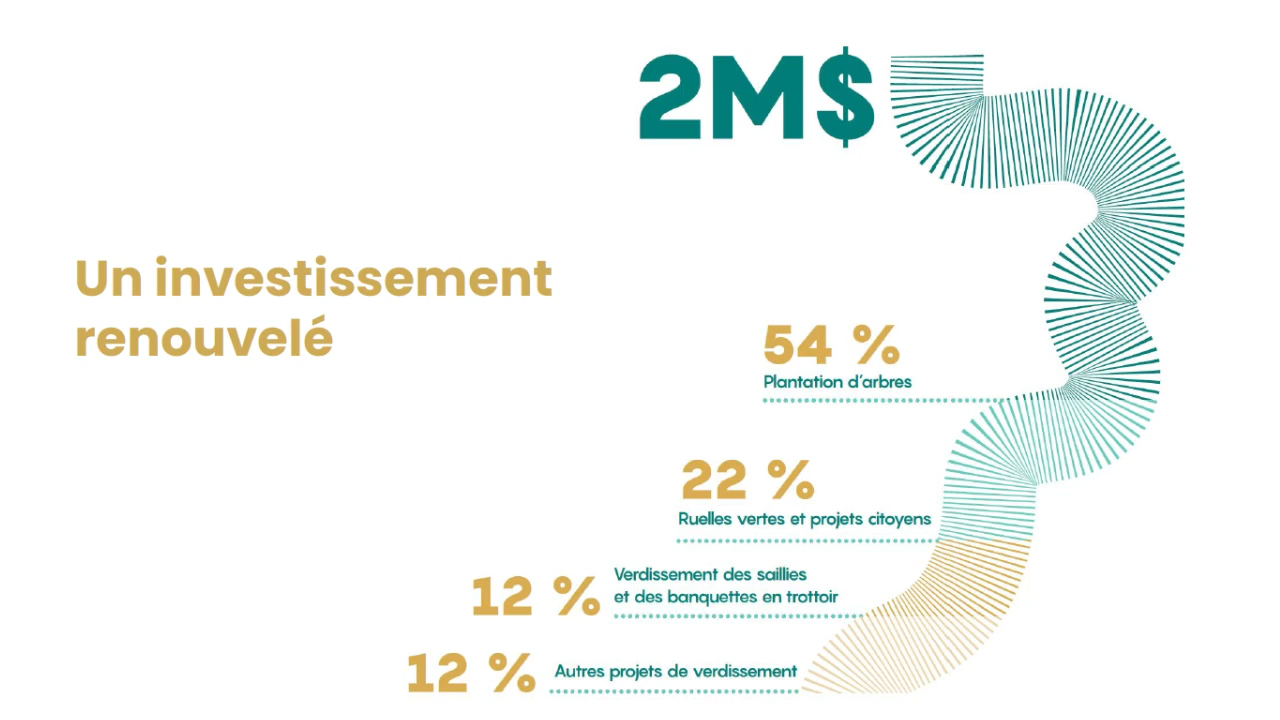 2M$
Un investissement
renouvelé
54 %
Plantation d'arbres
22 %
Ruelles vertes et projets citoyens
12 %
Verdissement des saillies
et des banquettes en trottoir
12 %
Autres projets de verdissement